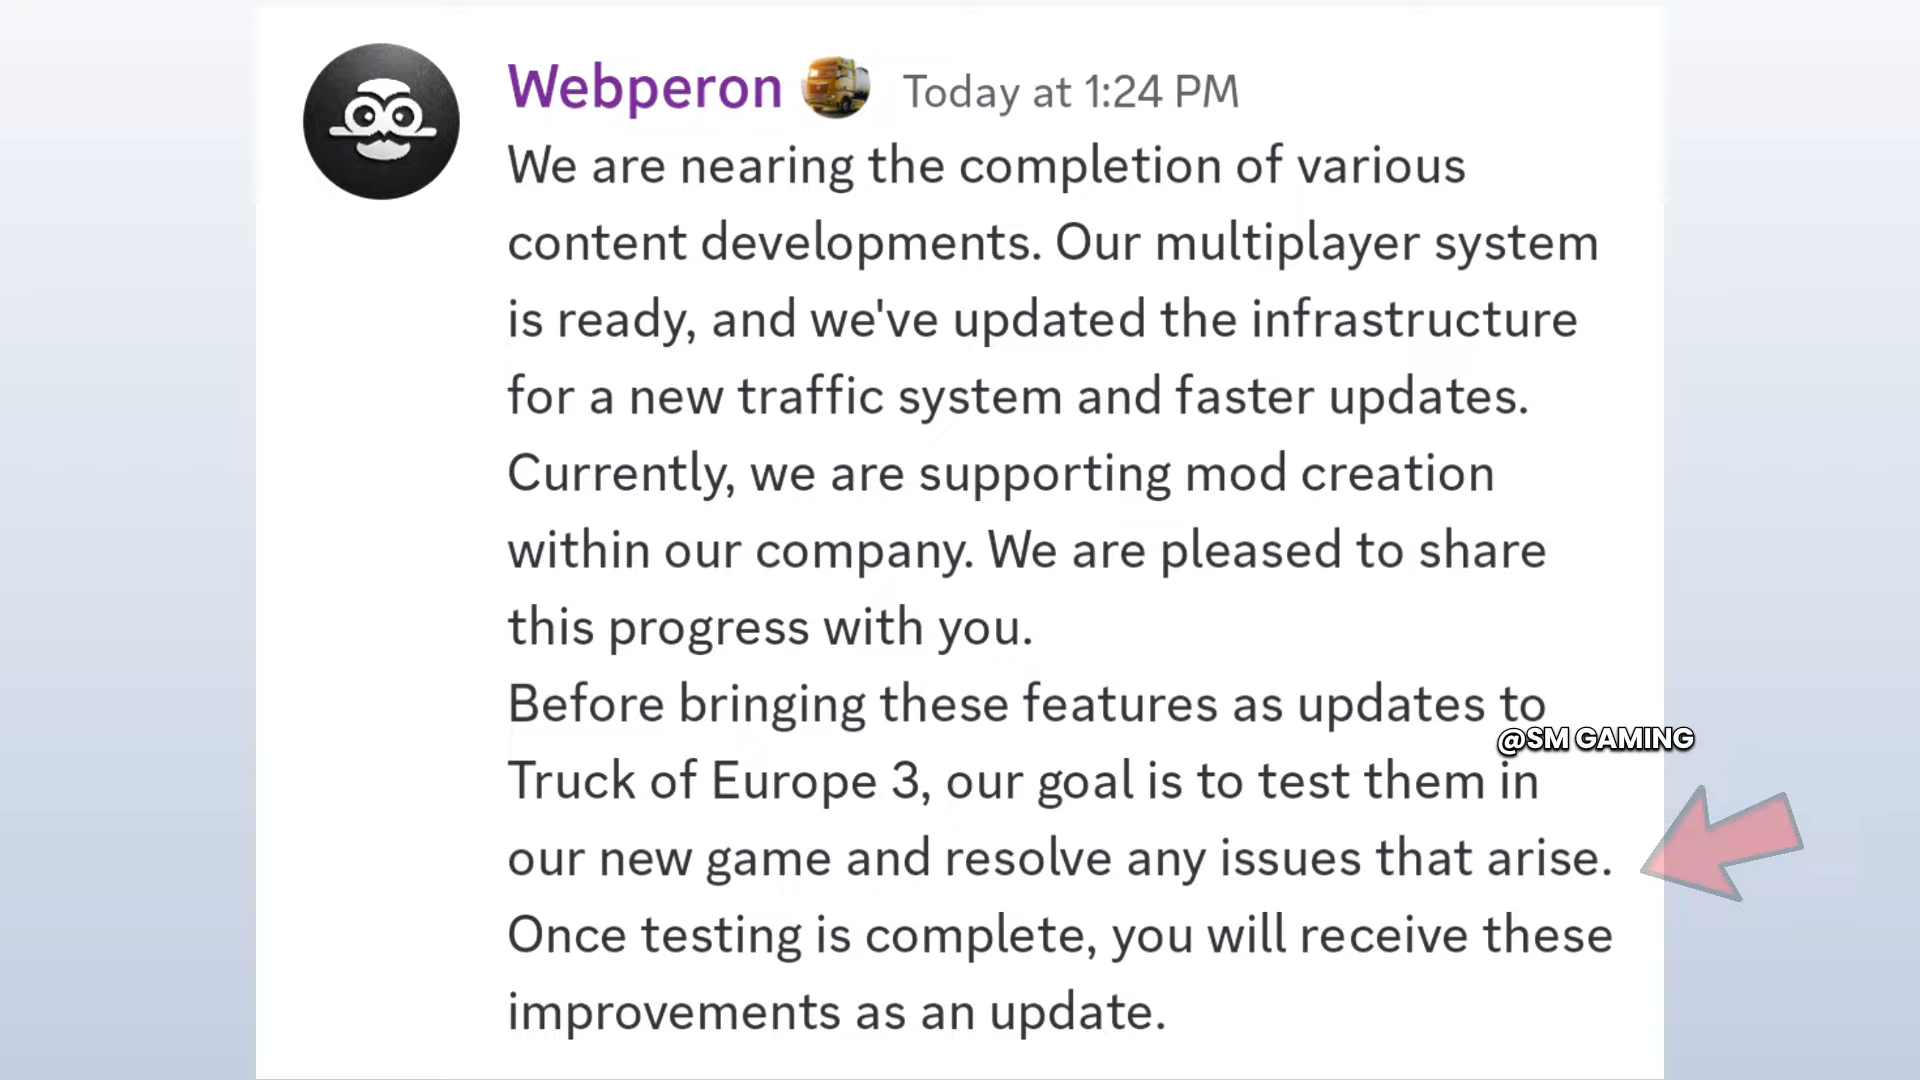 Webperon Today at 1:24 PM
We are nearing the completion of various
content developments. Our multiplayer system
is ready, and we've updated the infrastructure
for a new traffic system and faster updates.
Currently, we are supporting mod creation
within our company. We are pleased to share
this progress with you.
Before bringing these features as updates to
@SM GAMING
Truck of Europe 3, our goal is to test them in
our new game and resolve any issues that arise.
Once testing is complete, you will receive these
improvements as an update.